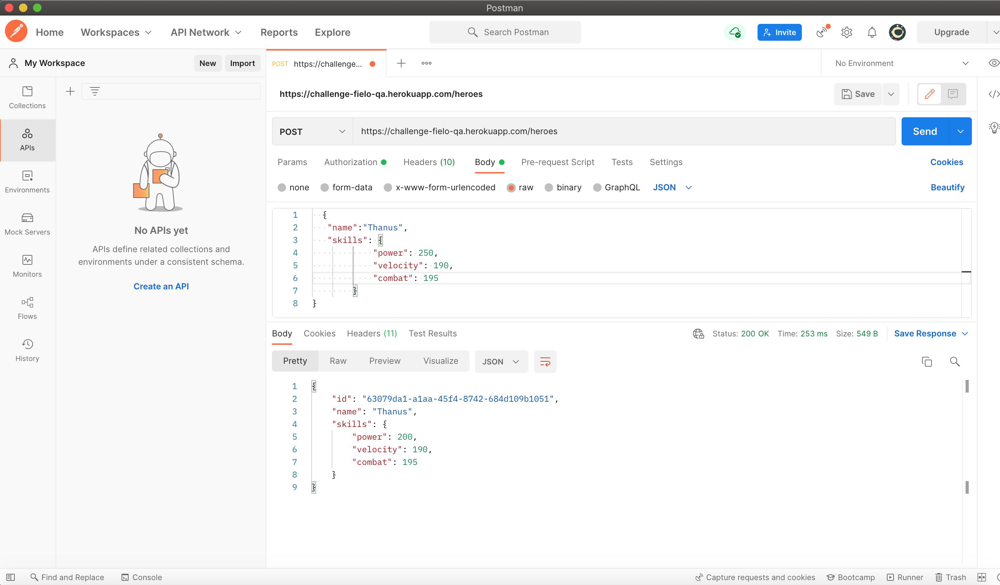 Postman
Home Workspaces API Network Reports Explore Search Postman Invite Upgrade
My Workspace New Import POST https://challenge... No Environment
Collections
APIs
Environments
Mock Servers
Monitors
Flows
History
No APIs yet
APIs define related collections and
environments under a consistent schema.
Create an API
https://challenge-fielo-qa.herokuapp.com/heroes Save
POST https://challenge-fielo-qa.herokuapp.com/heroes Send
Params Authorization Headers (10) Body Pre-request Script Tests Settings Cookies
none form-data x-www-form-urlencoded raw binary GraphQL JSON Beautify
1 {
2 "name":"Thanus",
3 "skills": {
4 "power": 250,
5 "velocity": 190,
6 "combat": 195
7 }
8 }
Body Cookies Headers (11) Test Results Status: 200 OK Time: 253 ms Size: 549 B Save Response
Pretty Raw Preview Visualize JSON
1 {
2 "id": "63079da1-a1aa-45f4-8742-684d109b1051",
3 "name": "Thanus",
4 "skills": {
5 "power": 200,
6 "velocity": 190,
7 "combat": 195
8 }
9 }
Find and Replace Console Capture requests and cookies Bootcamp Runner Trash